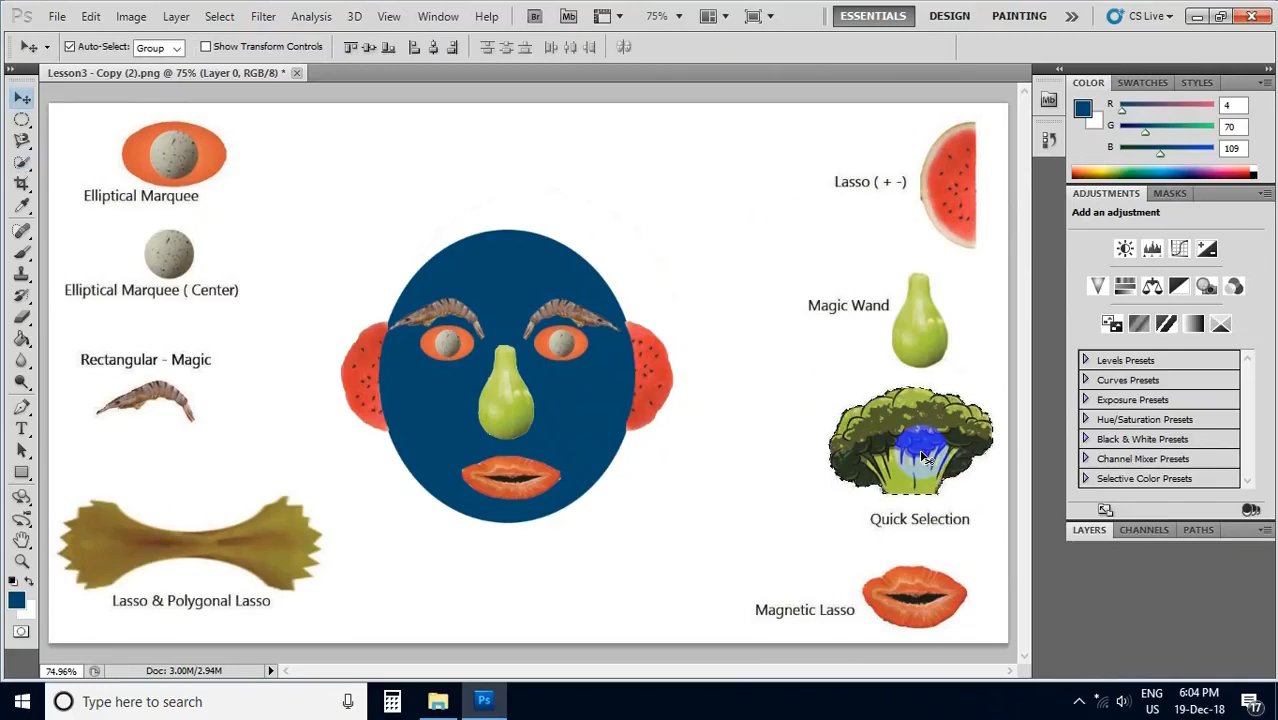 Ps File Edit Image Layer Select Filter Analysis 3D View Window Help Br Mb 75% ESSENTIALS DESIGN PAINTING CS Live
Auto-Select: Group Show Transform Controls
Lesson3 - Copy (2).png @ 75% (Layer 0, RGB/8) *
COLOR SWATCHES STYLES
R 4
G 70
B 109
Mb
ADJUSTMENTS MASKS
Add an adjustment
Levels Presets
Curves Presets
Exposure Presets
Hue/Saturation Presets
Black & White Presets
Channel Mixer Presets
Selective Color Presets
LAYERS CHANNELS PATHS
Elliptical Marquee
Elliptical Marquee ( Center)
Rectangular - Magic
Lasso & Polygonal Lasso
Lasso ( + -)
Magic Wand
Quick Selection
Magnetic Lasso
74.96% Doc: 3.00M/2.94M
Type here to search
Ps
ENG
US
6:04 PM
19-Dec-18
17